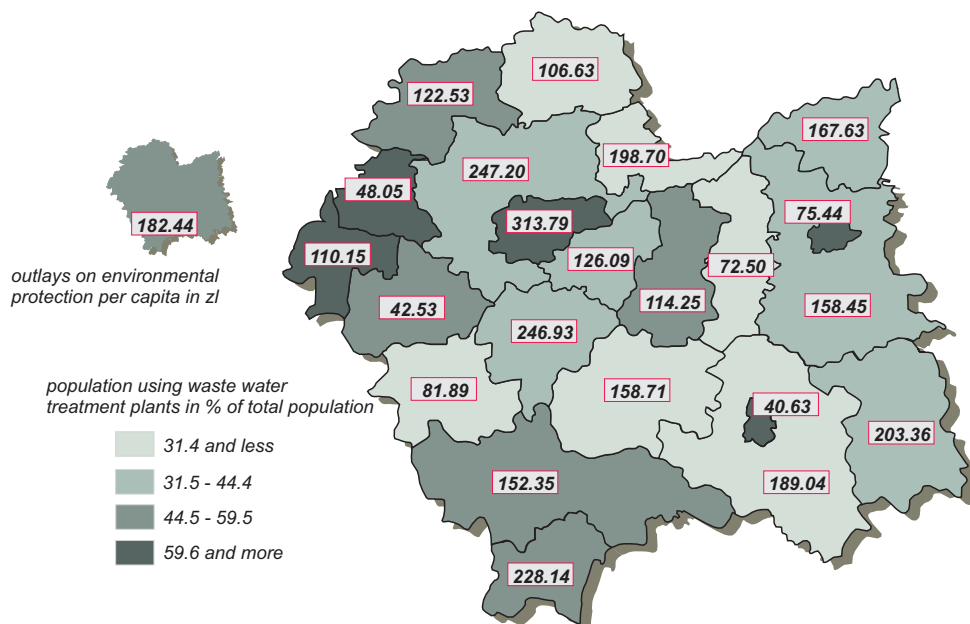 106.63
122.53
167.63
198.70
247.20
48.05
75.44
313.79
182.44
110.15
126.09
72.50
outlays on environmental
protection per capita in zl
42.53
114.25
158.45
246.93
population using waste water
treatment plants in % of total population
81.89
158.71
40.63
31.4 and less
203.36
31.5 - 44.4
152.35
189.04
44.5 - 59.5
59.6 and more
228.14